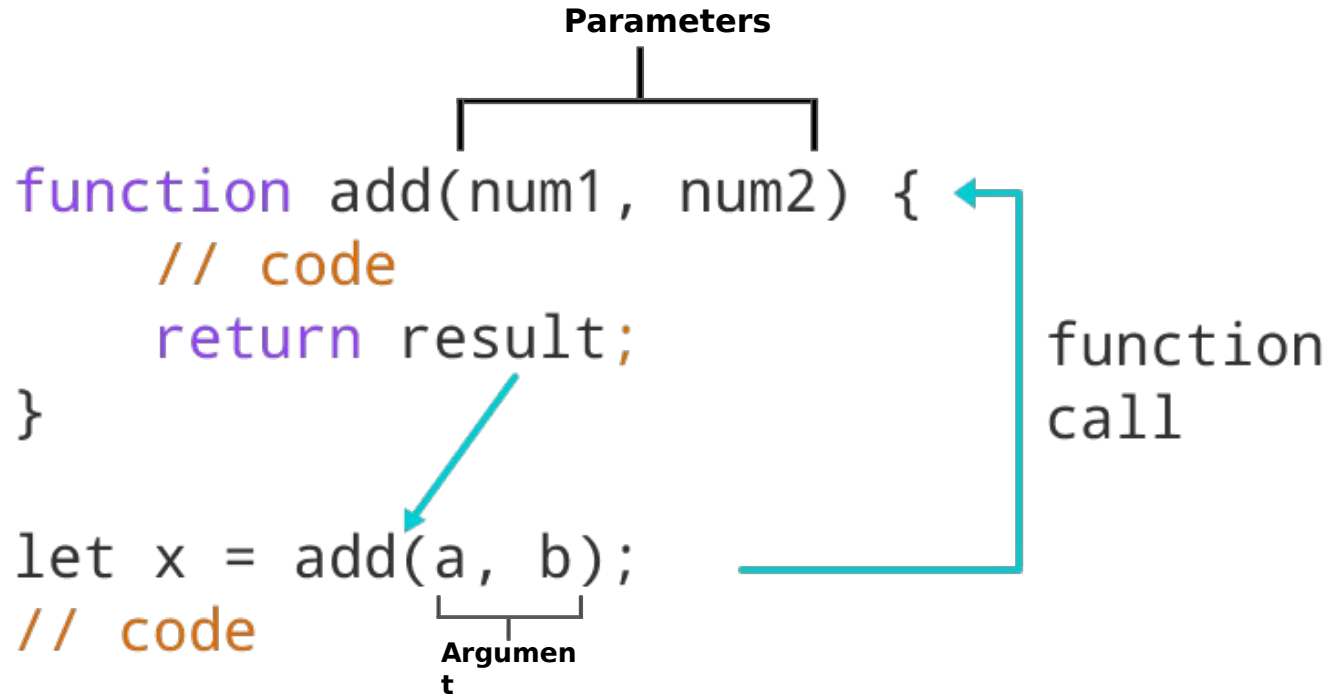 Parameters
function add(num1, num2) {
// code
return result;
}
function
call
let x = add(a, b);
// code
Argumen
t